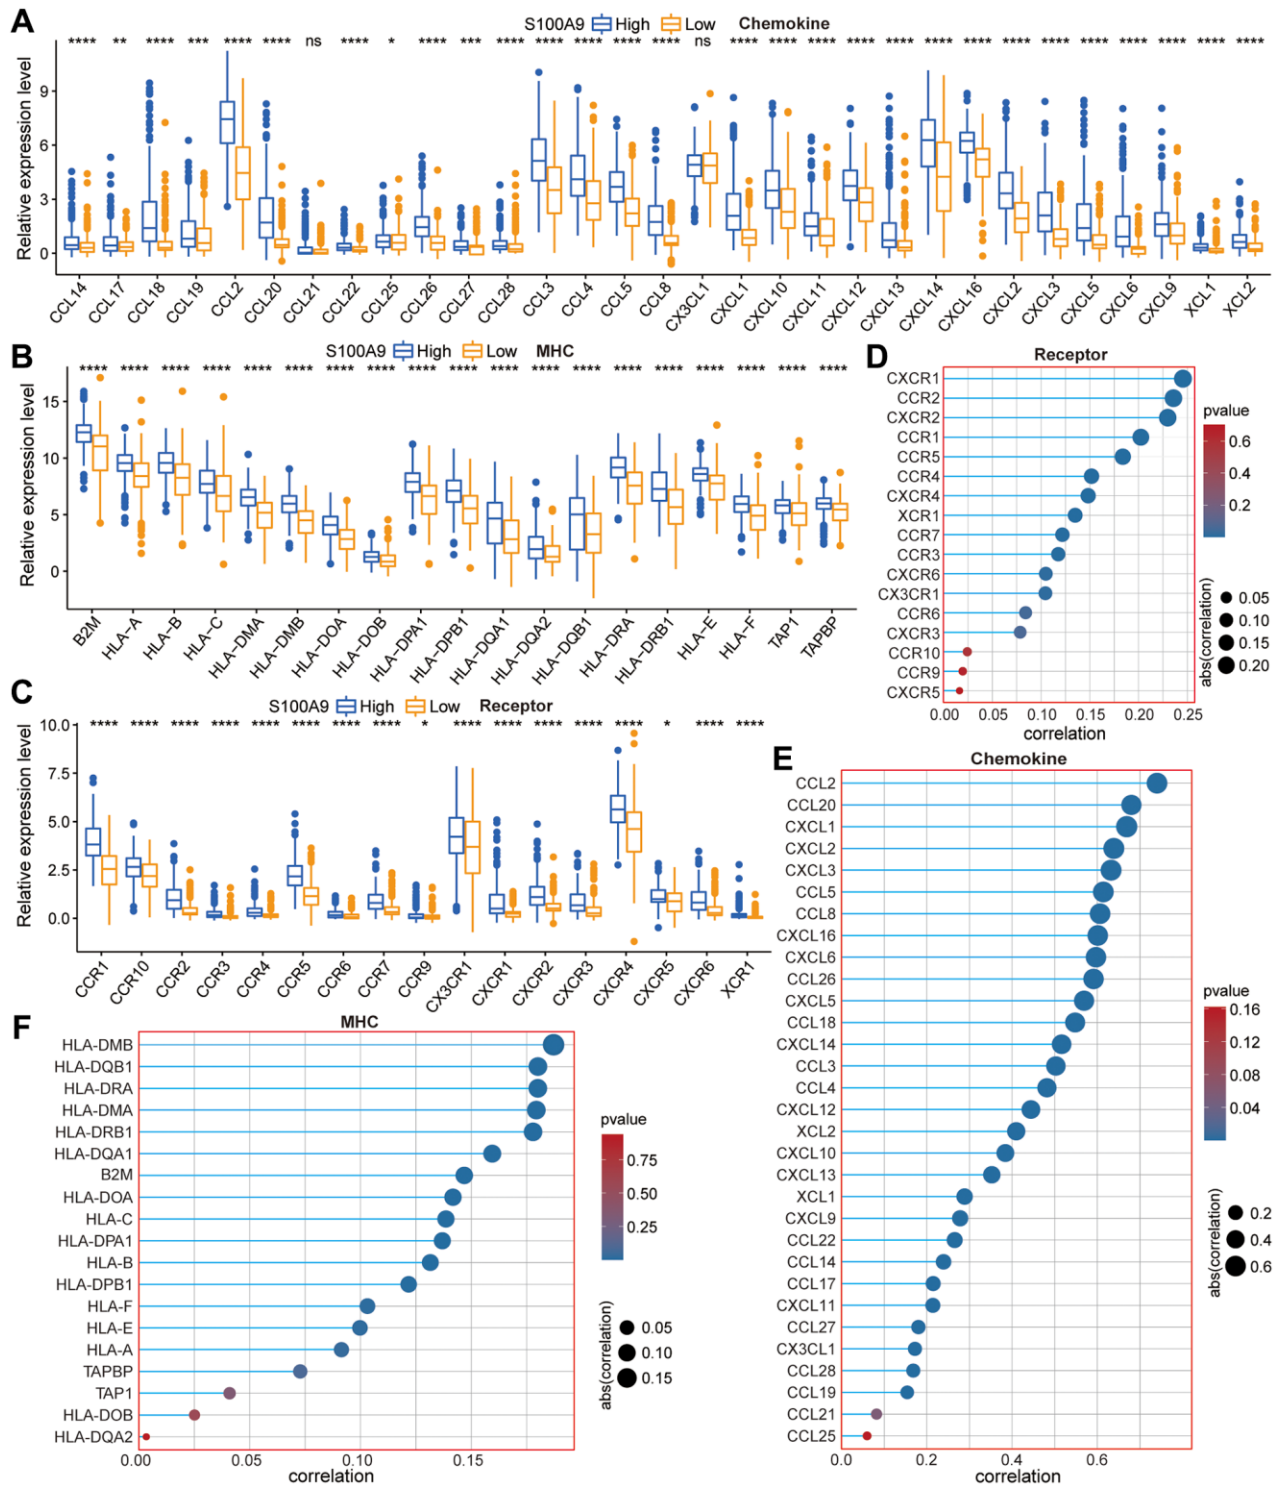 A
S100A9 High Low Chemokine
**** ** **** *** **** **** ns **** * **** *** **** **** **** **** **** ns **** **** **** **** **** **** **** **** **** **** **** **** **** ****
Relative expression level
9
6
3
0
CCL14 CCL17 CCL18 CCL19 CCL2 CCL20 CCL21 CCL22 CCL25 CCL26 CCL27 CCL28 CCL3 CCL4 CCL5 CCL8 CX3CL1 CXCL1 CXCL10 CXCL11 CXCL12 CXCL13 CXCL14 CXCL16 CXCL2 CXCL3 CXCL5 CXCL6 CXCL9 XCL1 XCL2
B
S100A9 High Low MHC
**** **** **** **** **** **** **** **** **** **** **** **** **** **** **** **** **** **** ****
Relative expression level
15
10
5
0
B2M HLA-A HLA-B HLA-C HLA-DMA HLA-DMB HLA-DOA HLA-DOB HLA-DPA1 HLA-DPB1 HLA-DQA1 HLA-DQA2 HLA-DQB1 HLA-DRA HLA-DRB1 HLA-E HLA-F TAP1 TAPBP
C
S100A9 High Low Receptor
**** **** **** **** **** **** **** **** * **** **** **** **** **** * **** ****
Relative expression level
10.0
7.5
5.0
2.5
0.0
CCR1 CCR10 CCR2 CCR3 CCR4 CCR5 CCR6 CCR7 CCR9 CX3CR1 CXCR1 CXCR2 CXCR3 CXCR4 CXCR5 CXCR6 XCR1
D
Receptor
CXCR1
CCR2
CXCR2
CCR1
CCR5
CCR4
CXCR4
XCR1
CCR7
CCR3
CXCR6
CX3CR1
CCR6
CXCR3
CCR10
CCR9
CXCR5
0.00 0.05 0.10 0.15 0.20 0.25
correlation
pvalue
0.6
0.4
0.2
abs(correlation)
0.05
0.10
0.15
0.20
E
Chemokine
CCL2
CCL20
CXCL1
CXCL2
CXCL3
CCL5
CCL8
CXCL16
CXCL6
CCL26
CXCL5
CCL18
CXCL14
CCL3
CCL4
CXCL12
XCL2
CXCL10
CXCL13
XCL1
CXCL9
CCL22
CCL14
CCL17
CXCL11
CCL27
CX3CL1
CCL28
CCL19
CCL21
CCL25
0.0 0.2 0.4 0.6
correlation
pvalue
0.16
0.12
0.08
0.04
abs(correlation)
0.2
0.4
0.6
F
MHC
HLA-DMB
HLA-DQB1
HLA-DRA
HLA-DMA
HLA-DRB1
HLA-DQA1
B2M
HLA-DOA
HLA-C
HLA-DPA1
HLA-B
HLA-DPB1
HLA-F
HLA-E
HLA-A
TAPBP
TAP1
HLA-DOB
HLA-DQA2
0.00 0.05 0.10 0.15
correlation
pvalue
0.75
0.50
0.25
abs(correlation)
0.05
0.10
0.15